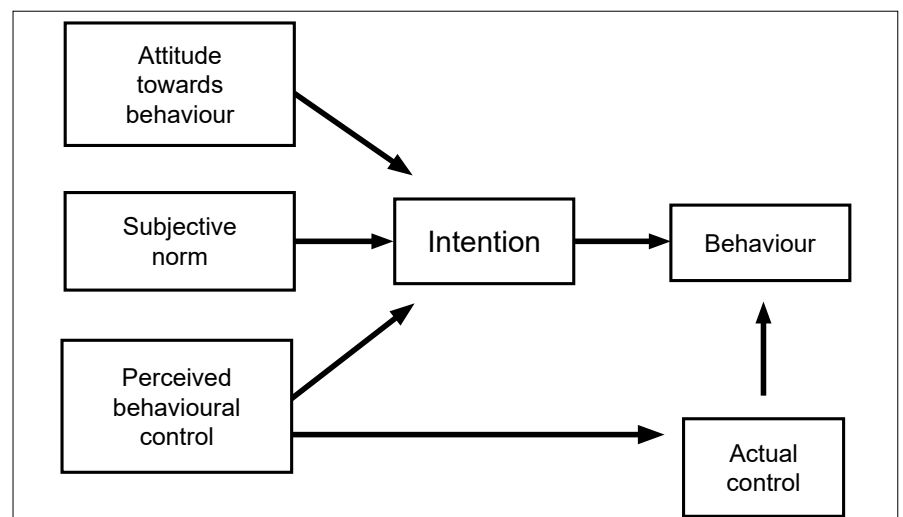 Attitude
towards
behaviour
Subjective
norm
Intention
Behaviour
Perceived
behavioural
control
Actual
control